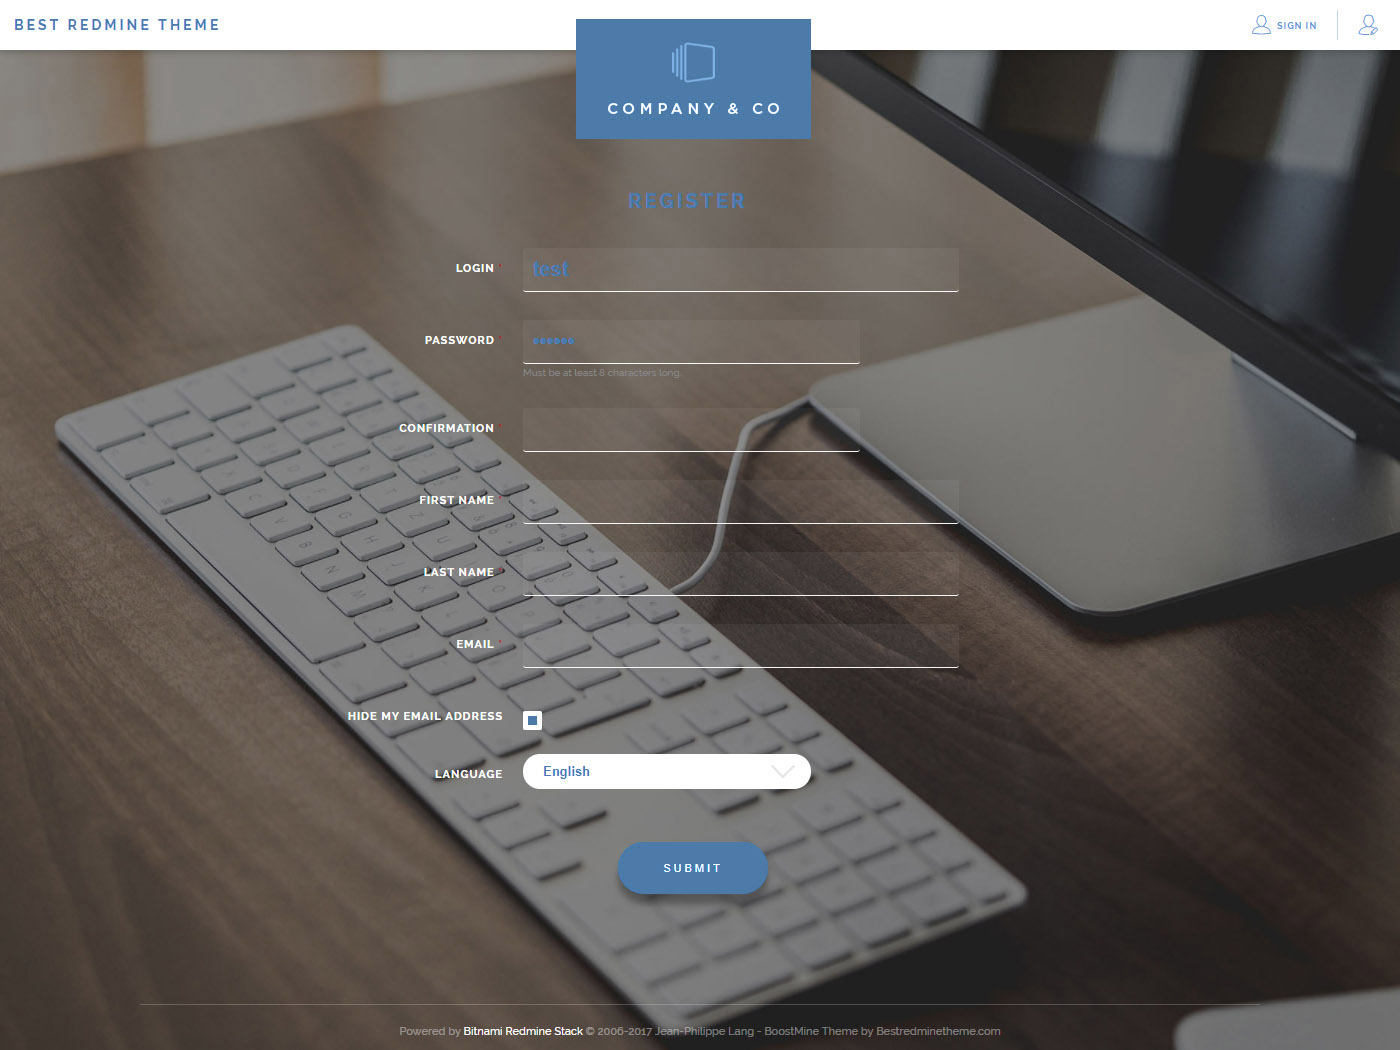 BEST REDMINE THEME
SIGN IN
COMPANY & CO
REGISTER
LOGIN *
test
PASSWORD *
Must be at least 8 characters long.
CONFIRMATION *
FIRST NAME *
LAST NAME *
EMAIL *
HIDE MY EMAIL ADDRESS
LANGUAGE
English
SUBMIT
Powered by Bitnami Redmine Stack © 2006-2017 Jean-Philippe Lang - BoostMine Theme by Bestredminetheme.com